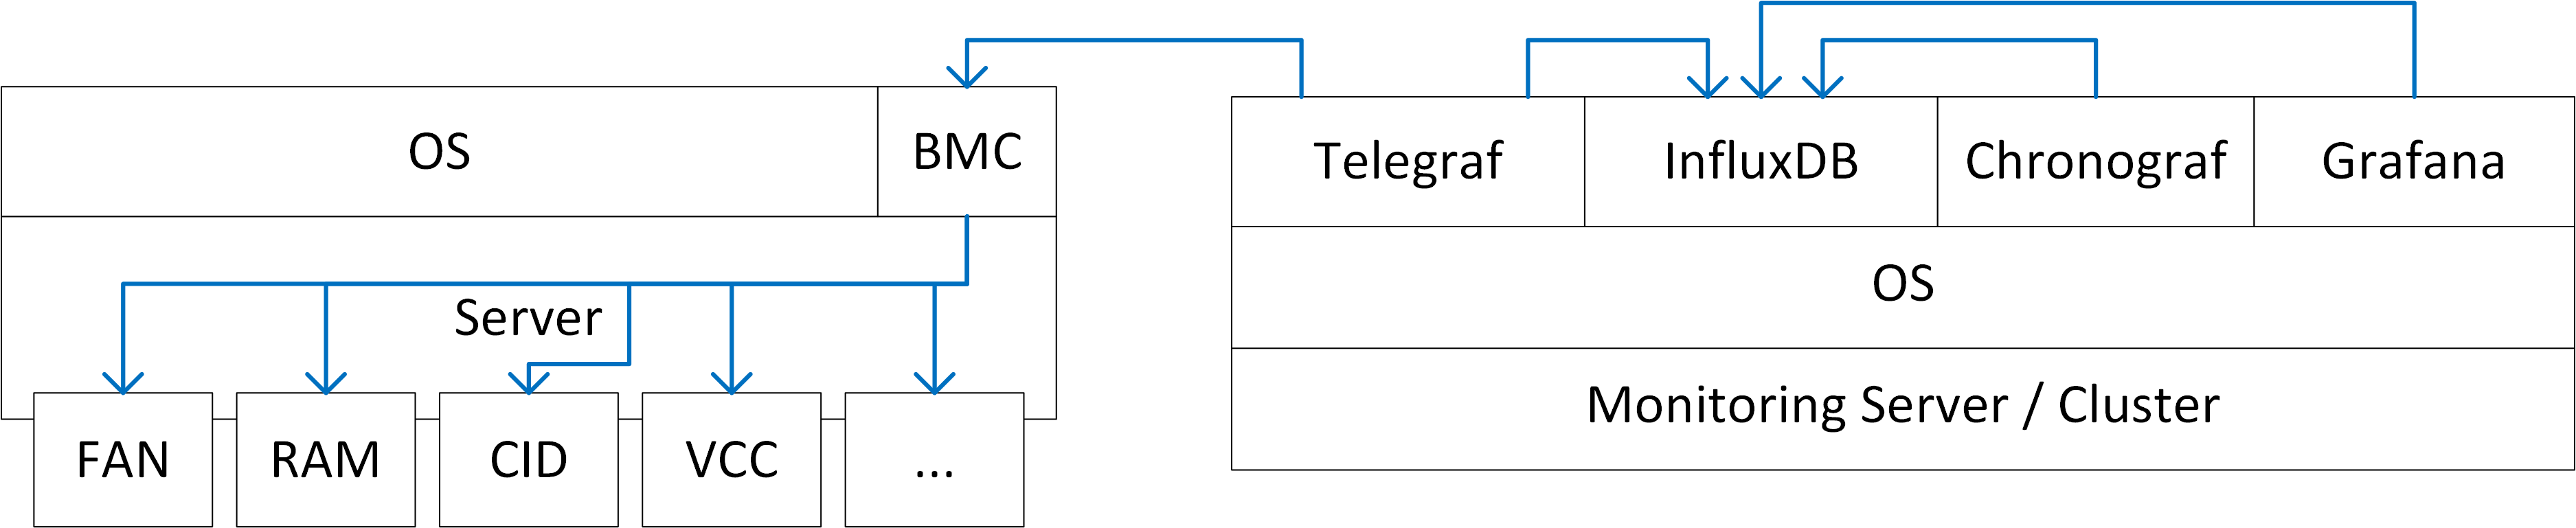 OS
BMC
Server
FAN
RAM
CID
VCC
...
Telegraf
InfluxDB
Chronograf
Grafana
OS
Monitoring Server / Cluster